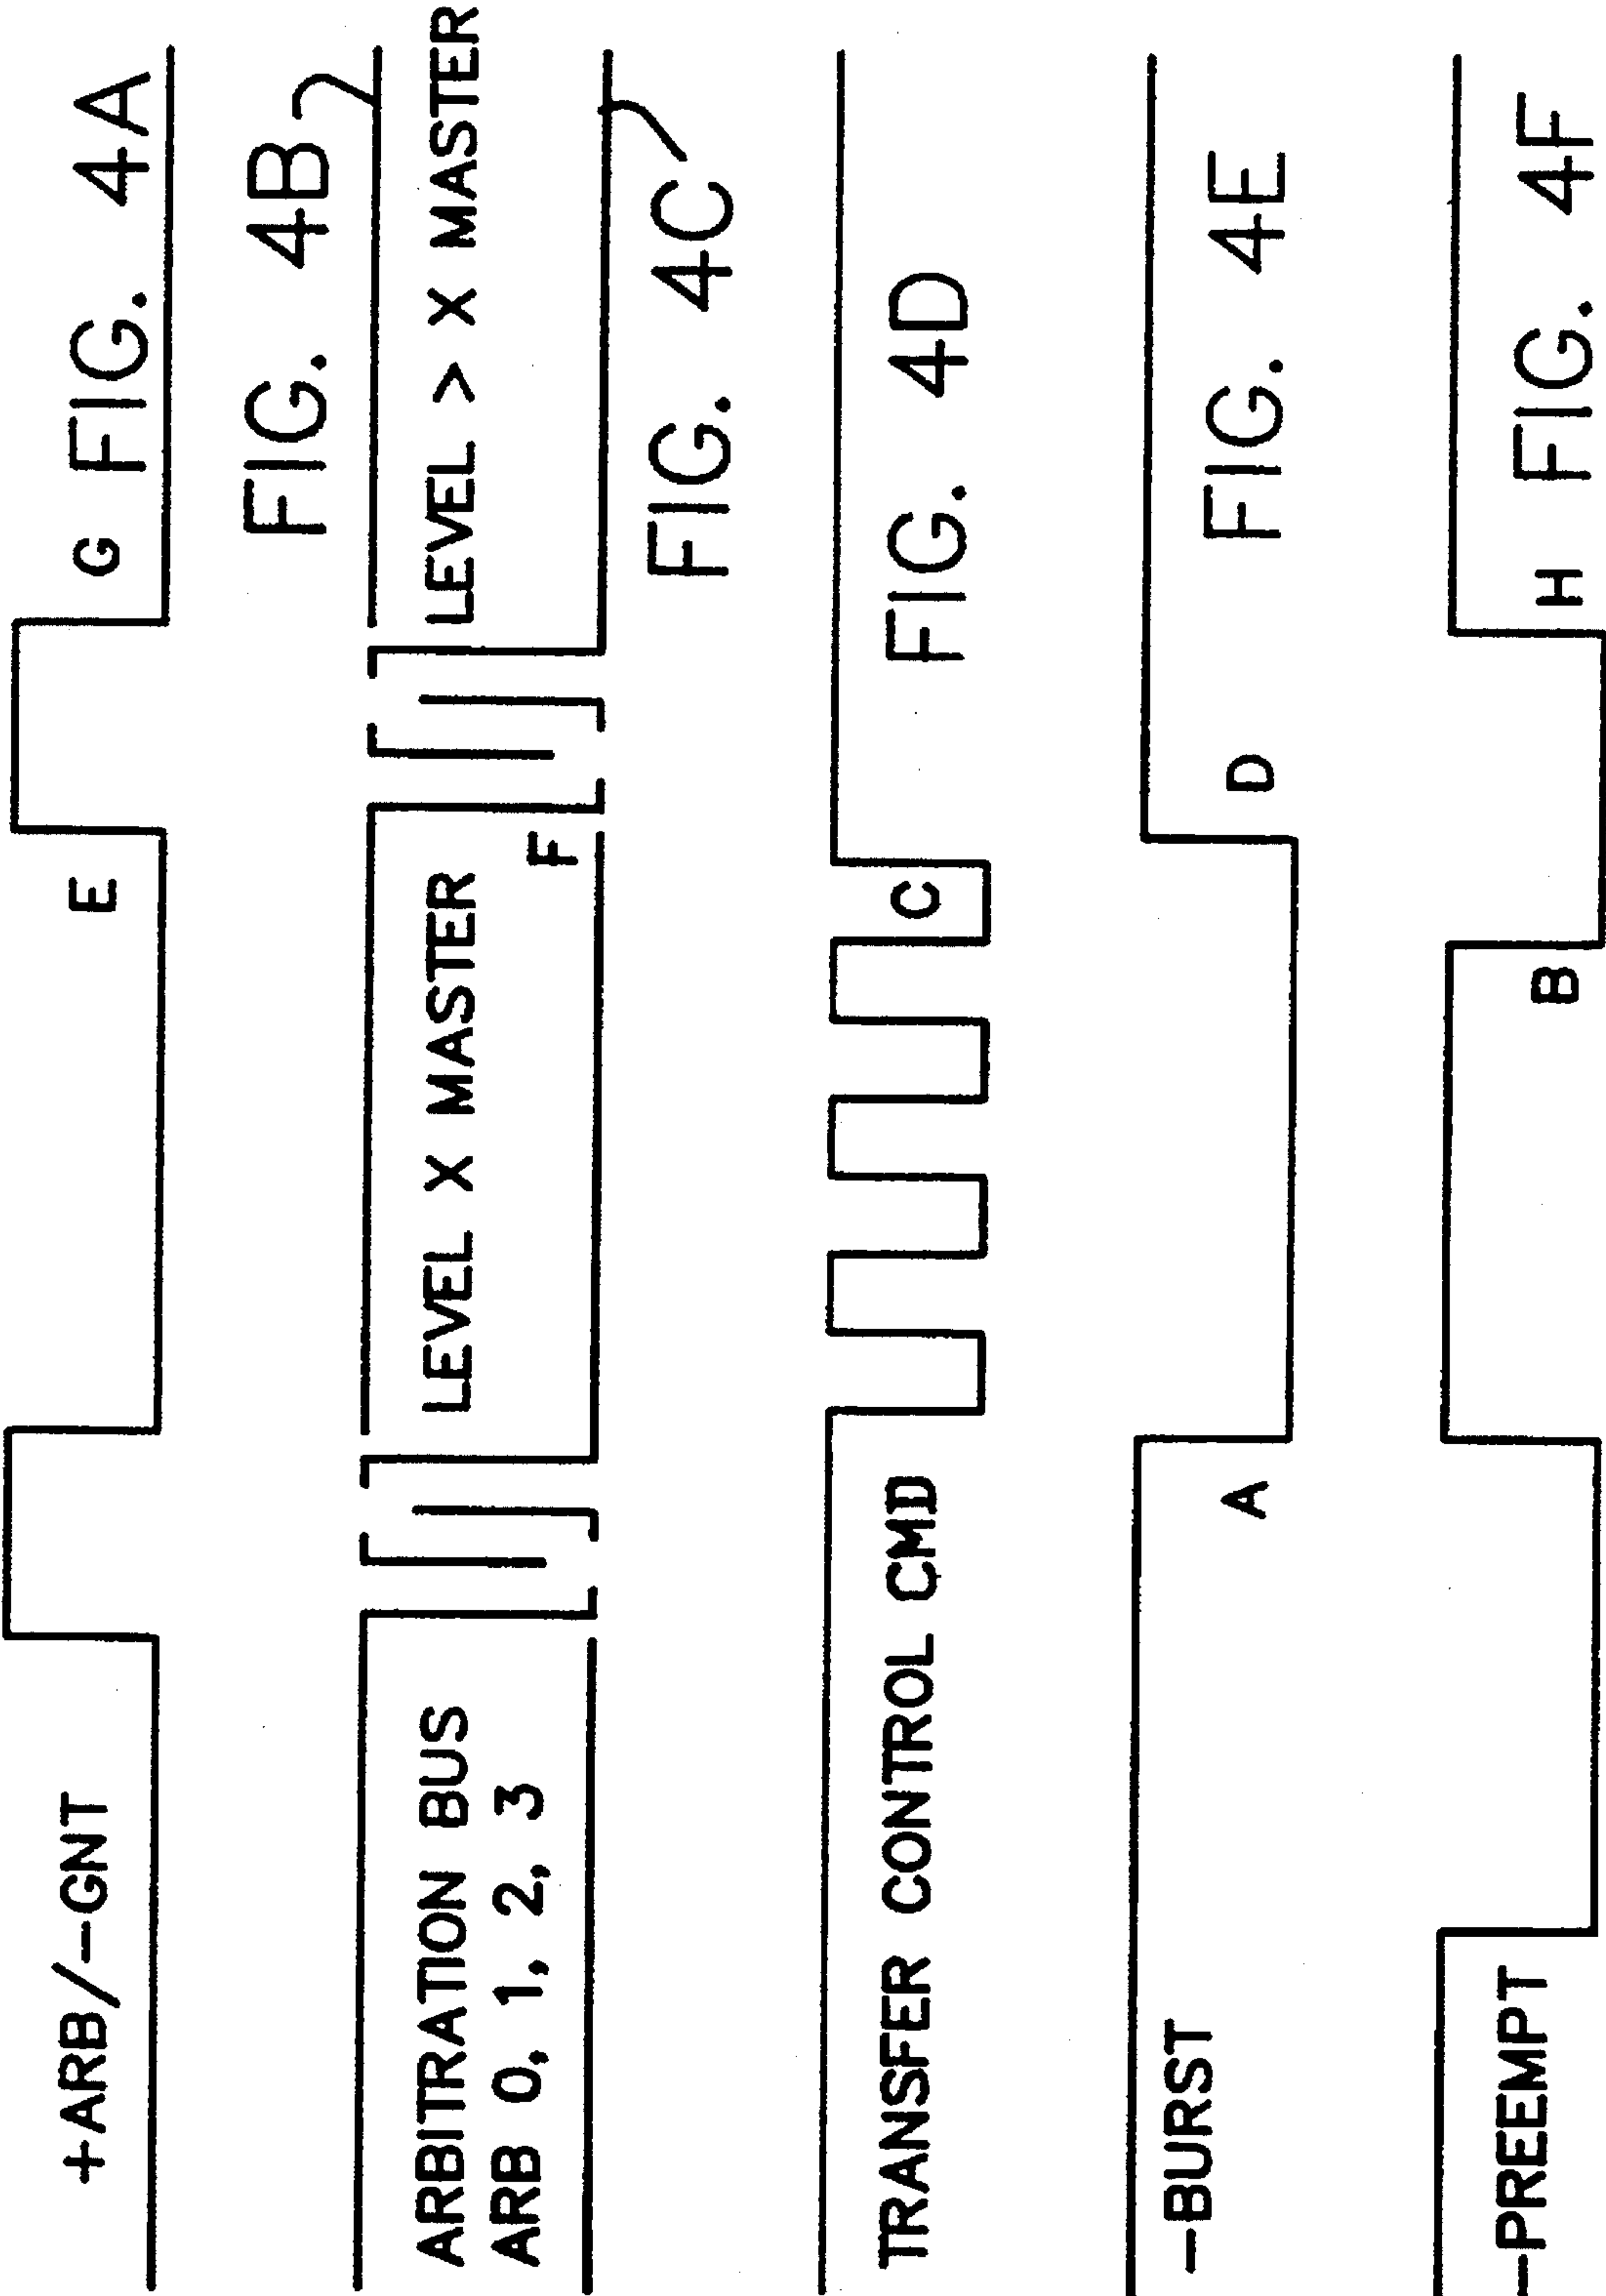 +ARB/-GNT
E
G
FIG. 4A
FIG. 4B
ARBITRATION BUS
ARB 0, 1, 2, 3
LEVEL X MASTER
F
LEVEL > X MASTER
FIG. 4C
TRANSFER CONTROL CMD
C
FIG. 4D
-BURST
A
D
FIG. 4E
-PREEMPT
B
H
FIG. 4F